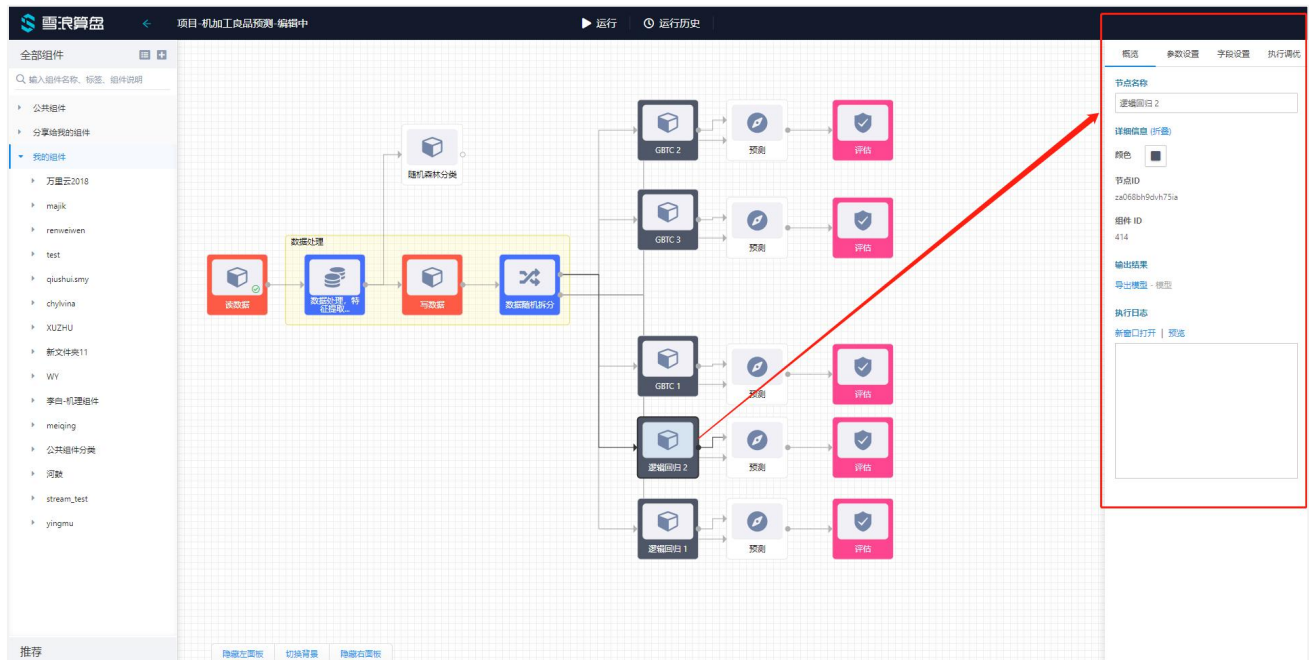 雪浪算盘
项目-机加工良品预测-编辑中
运行
运行历史
全部组件
输入组件名称、标签、组件说明
公共组件
分享给我的组件
我的组件
万里云2018
majik
renweiwen
test
qiushui.smy
chylvina
XUZHU
新文件夹11
WY
李白-机理组件
meiqing
公共组件分类
河鼓
stream_test
yingmu
推荐
随机森林分类
数据处理
读数据
数据处理，特
征提取...
写数据
数据随机拆分
GBTC 2
预测
评估
GBTC 3
预测
评估
GBTC 1
预测
评估
逻辑回归 2
预测
评估
逻辑回归 1
预测
评估
隐藏左面板
切换背景
隐藏右面板
概览
参数设置
字段设置
执行调优
节点名称
逻辑回归 2
详细信息 (折叠)
颜色
节点ID
za068bh9dvh75ia
组件 ID
414
输出结果
导出模型 - 模型
执行日志
新窗口打开 | 预览